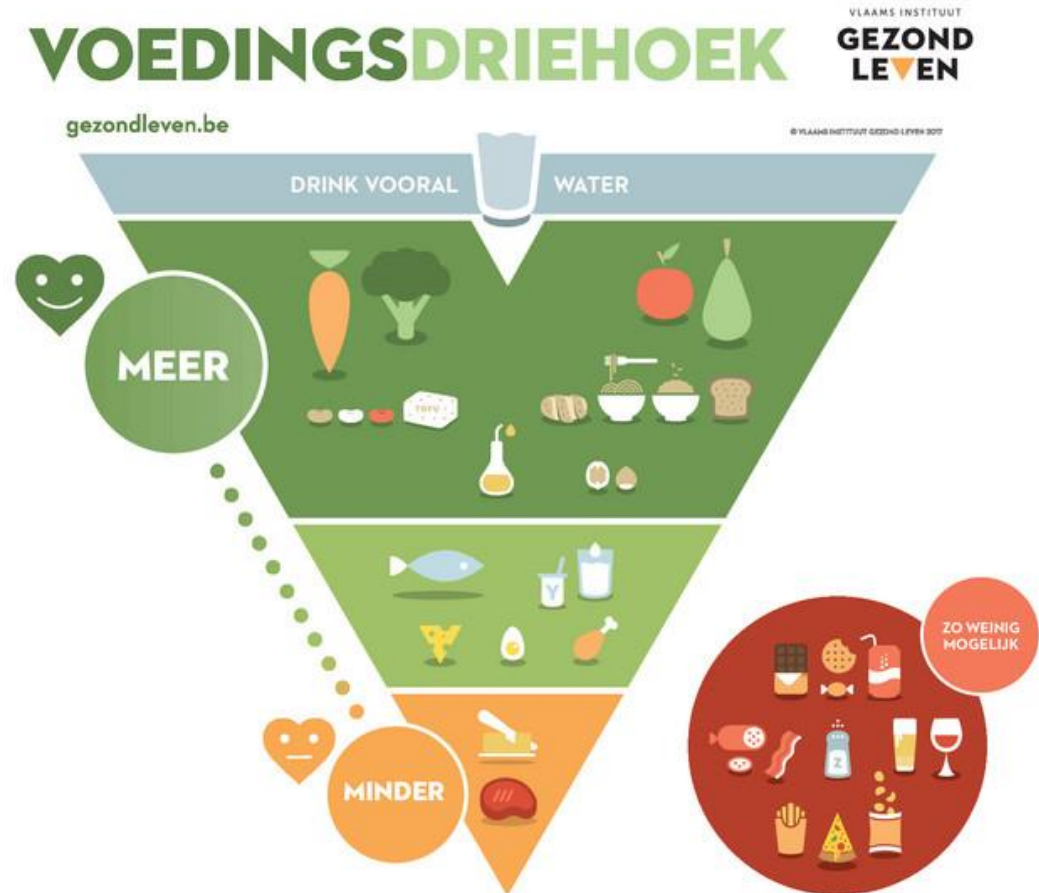 VOEDINGSDRIEHOEK
VLAAMS INSTITUUT
GEZOND
LEVEN
gezondleven.be
© VLAAMS INSTITUUT GEZOND LEVEN 2017
DRINK VOORAL WATER
MEER
TOFU
Y
ZO WEINIG
MOGELIJK
Z
MINDER